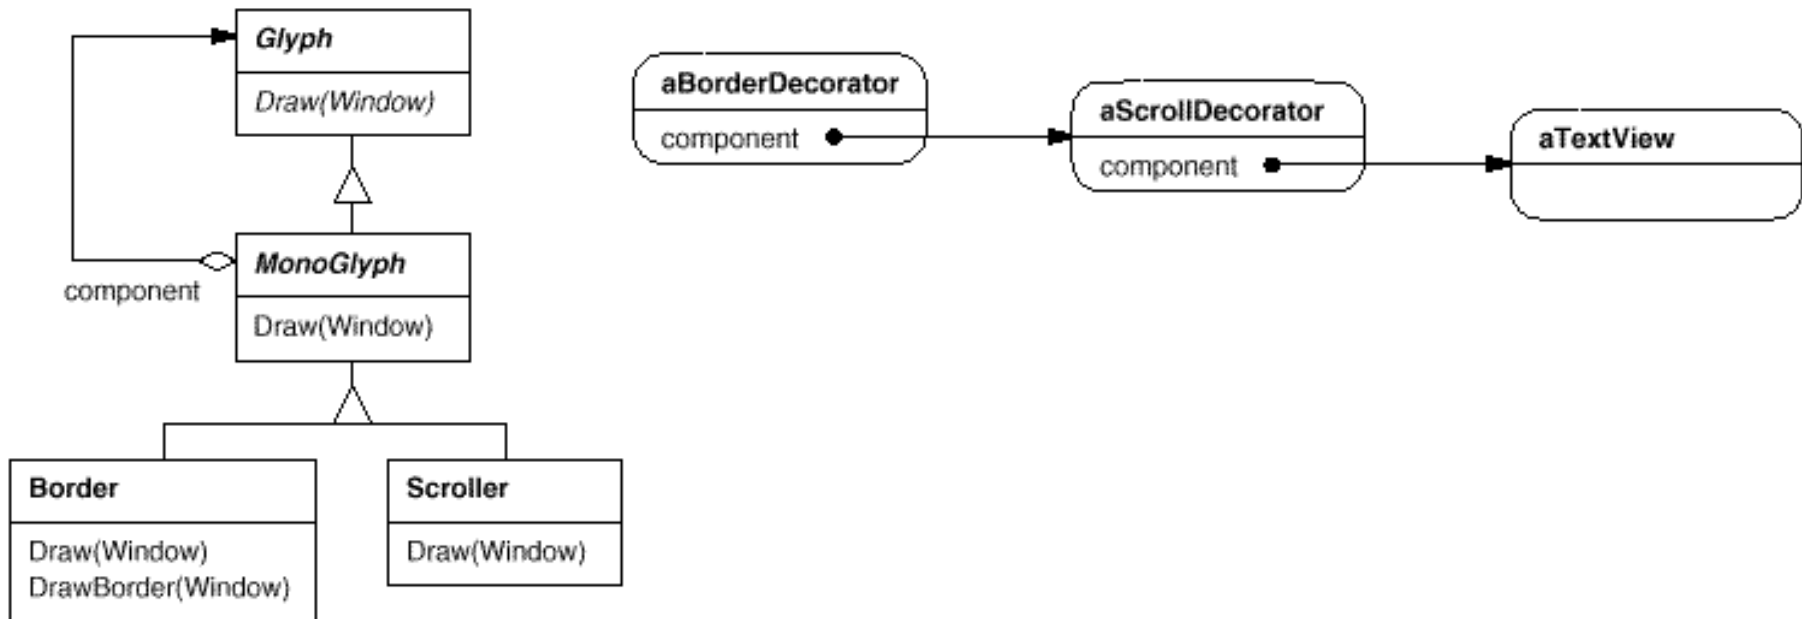 Glyph
Draw(Window)
component
MonoGlyph
Draw(Window)
Border
Draw(Window)
DrawBorder(Window)
Scroller
Draw(Window)
aBorderDecorator
component
aScrollDecorator
component
aTextView